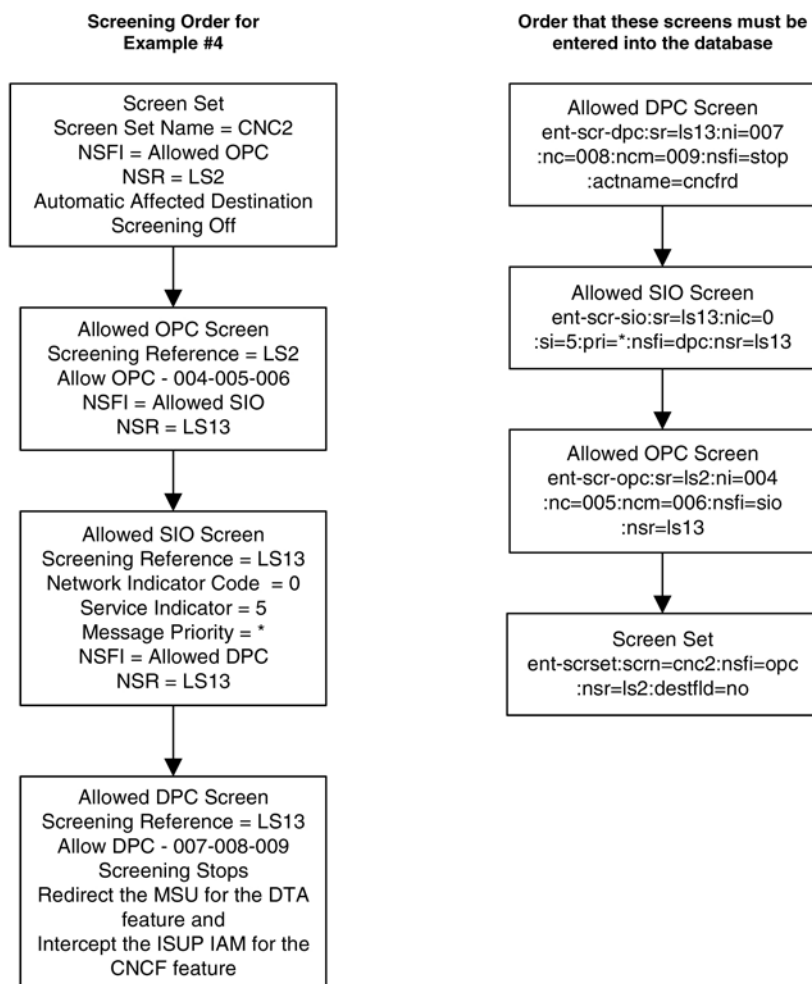 Screening Order for
Example #4
Screen Set
Screen Set Name = CNC2
NSFI = Allowed OPC
NSR = LS2
Automatic Affected Destination
Screening Off
Allowed OPC Screen
Screening Reference = LS2
Allow OPC - 004-005-006
NSFI = Allowed SIO
NSR = LS13
Allowed SIO Screen
Screening Reference = LS13
Network Indicator Code = 0
Service Indicator = 5
Message Priority = *
NSFI = Allowed DPC
NSR = LS13
Allowed DPC Screen
Screening Reference = LS13
Allow DPC - 007-008-009
Screening Stops
Redirect the MSU for the DTA
feature and
Intercept the ISUP IAM for the
CNCF feature
Order that these screens must be
entered into the database
Allowed DPC Screen
ent-scr-dpc:sr=ls13:ni=007
:nc=008:ncm=009:nsfi=stop
:actname=cncfrd
Allowed SIO Screen
ent-scr-sio:sr=ls13:nic=0
:si=5:pri=*:nsfi=dpc:nsr=ls13
Allowed OPC Screen
ent-scr-opc:sr=ls2:ni=004
:nc=005:ncm=006:nsfi=sio
:nsr=ls13
Screen Set
ent-scrset:scrn=cnc2:nsfi=opc
:nsr=ls2:destfld=no